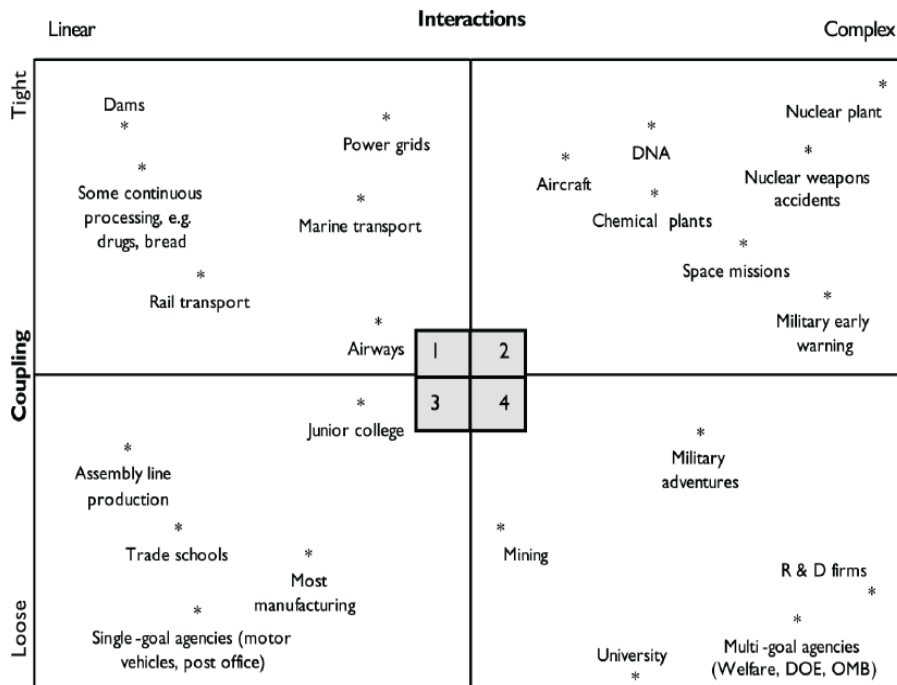 Interactions
Linear
Complex
Tight
Coupling
Loose
Dams
Some continuous
processing, e.g.
drugs, bread
Power grids
Marine transport
Rail transport
Airways
1
Nuclear plant
DNA
Aircraft
Nuclear weapons
accidents
Chemical plants
Space missions
Military early
warning
2
3
Junior college
Assembly line
production
Trade schools
Most
manufacturing
Single-goal agencies (motor
vehicles, post office)
4
Military
adventures
Mining
R & D firms
University
Multi-goal agencies
(Welfare, DOE, OMB)